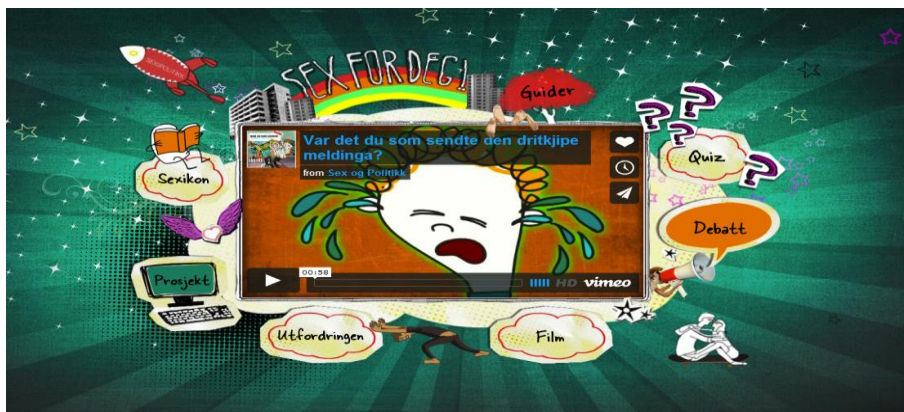 SEX FOR DEG!
Guider
Var det du som sendte den dritkjipe
meldinga?
from Sex og Politikk
Sexikon
Quiz
Debatt
Prosjekt
00:58
HD vimeo
Utfordringen
Film